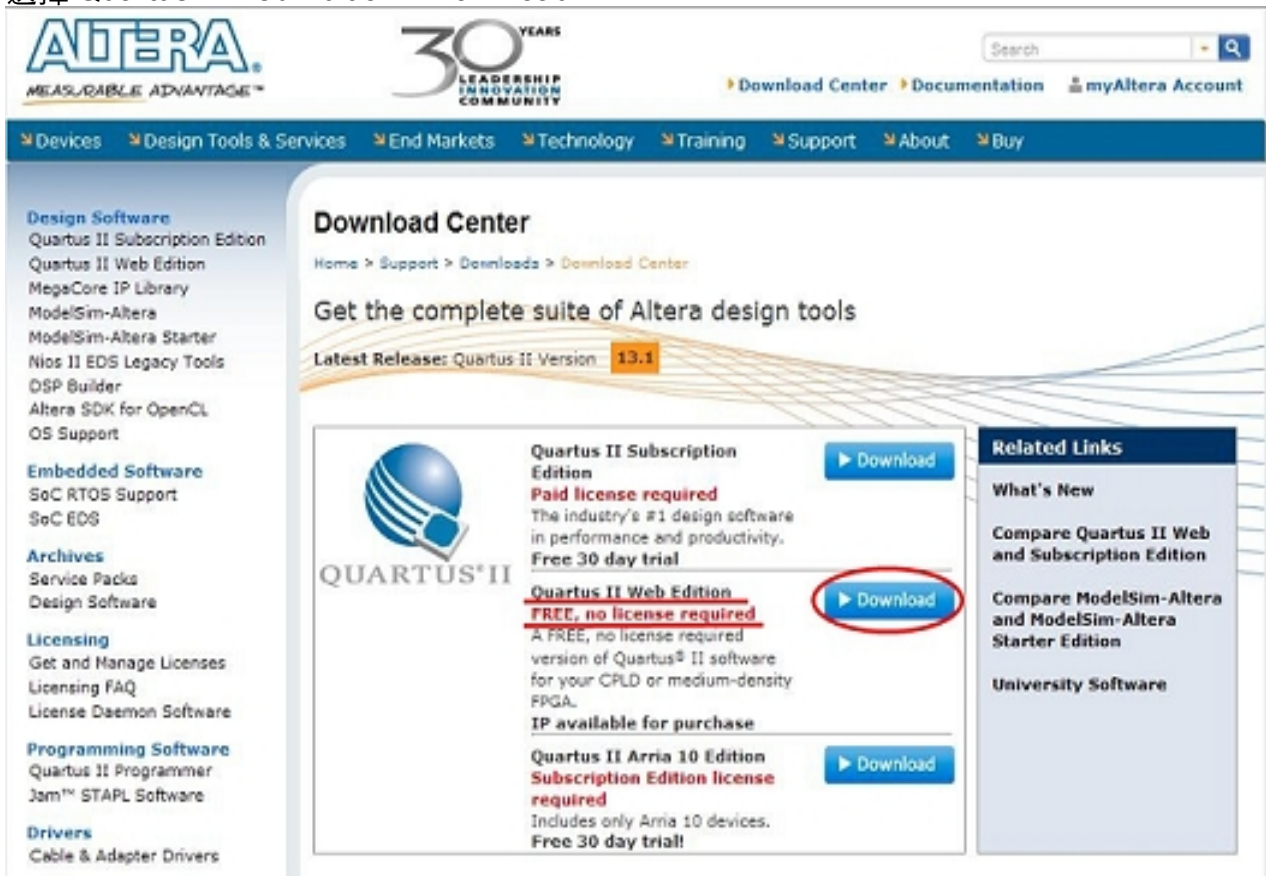 ALTERA.
MEASURABLE ADVANTAGE™
30 YEARS
LEADERSHIP
INNOVATION
COMMUNITY
Search
Download Center
Documentation
myAltera Account
Devices
Design Tools & Services
End Markets
Technology
Training
Support
About
Buy
Design Software
Quartus II Subscription Edition
Quartus II Web Edition
MegaCore IP Library
ModelSim-Altera
ModelSim-Altera Starter
Nios II EDS Legacy Tools
DSP Builder
Altera SDK for OpenCL
OS Support
Embedded Software
SoC RTOS Support
SoC EDS
Archives
Service Packs
Design Software
Licensing
Get and Manage Licenses
Licensing FAQ
License Daemon Software
Programming Software
Quartus II Programmer
Jam™ STAPL Software
Drivers
Cable & Adapter Drivers
Download Center
Home > Support > Downloads > Download Center
Get the complete suite of Altera design tools
Latest Release: Quartus II Version 13.1
QUARTUS® II
Quartus II Subscription
Edition
Paid license required
The industry's #1 design software
in performance and productivity.
Free 30 day trial
Download
Quartus II Web Edition
FREE, no license required
A FREE, no license required
version of Quartus® II software
for your CPLD or medium-density
FPGA.
IP available for purchase
Download
Quartus II Arria 10 Edition
Subscription Edition license
required
Includes only Arria 10 devices.
Free 30 day trial!
Download
Related Links
What's New
Compare Quartus II Web
and Subscription Edition
Compare ModelSim-Altera
and ModelSim-Altera
Starter Edition
University Software